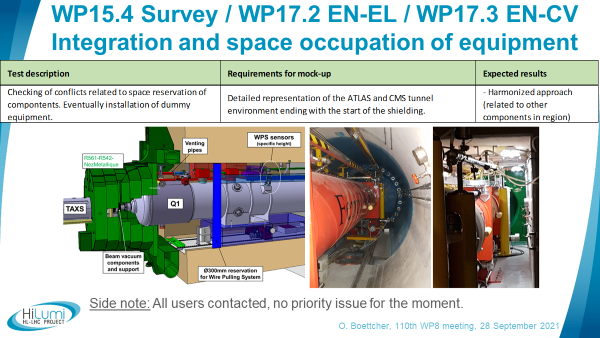 WP15.4 Survey / WP17.2 EN-EL / WP17.3 EN-CV
Integration and space occupation of equipment
Test description
Requirements for mock-up
Expected results
Checking of conflicts related to space reservation of
components. Eventually installation of dummy
equipment.
Detailed representation of the ATLAS and CMS tunnel
environment ending with the start of the shielding.
- Harmonized approach
(related to other
components in region)
Venting
pipes
WPS sensors
(specific height)
R561-R542-
NezMetallique
TAXS
Q1
Beam vacuum
components
and support
Ø300mm reservation
for Wire Pulling System
Side note: All users contacted, no priority issue for the moment.
HiLumi
HL-LHC PROJECT
O. Boettcher, 110th WP8 meeting, 28 September 2021